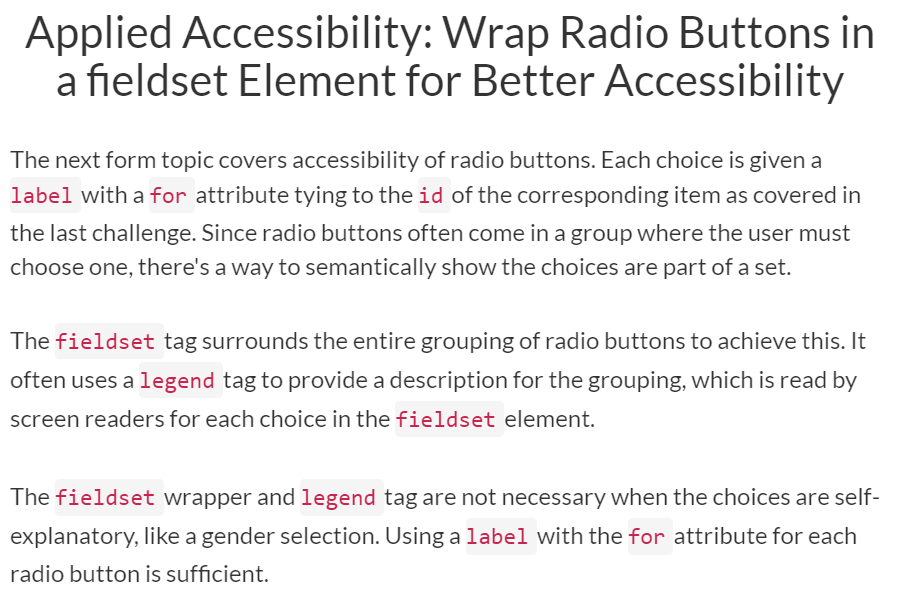 Applied Accessibility: Wrap Radio Buttons in
a fieldset Element for Better Accessibility
The next form topic covers accessibility of radio buttons. Each choice is given a
label with a for attribute tying to the id of the corresponding item as covered in
the last challenge. Since radio buttons often come in a group where the user must
choose one, there's a way to semantically show the choices are part of a set.
The fieldset tag surrounds the entire grouping of radio buttons to achieve this. It
often uses a legend tag to provide a description for the grouping, which is read by
screen readers for each choice in the fieldset element.
The fieldset wrapper and legend tag are not necessary when the choices are self-
explanatory, like a gender selection. Using a label with the for attribute for each
radio button is sufficient.